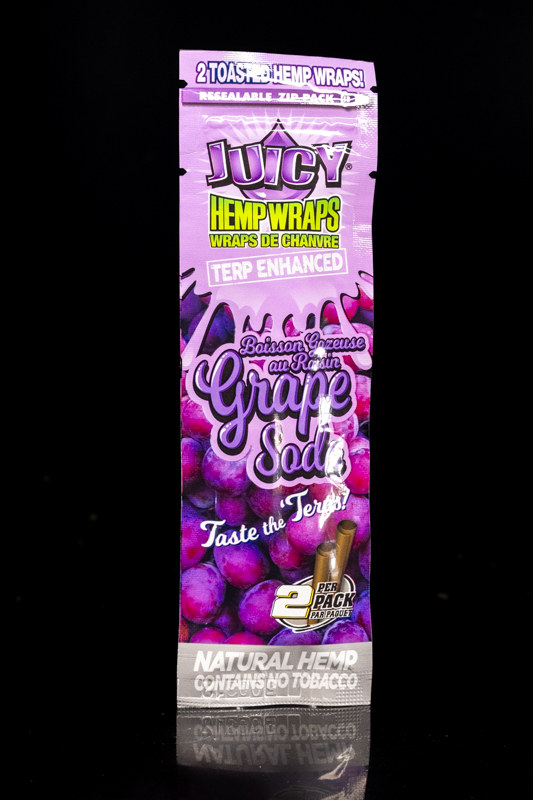 2 TOASTED HEMP WRAPS!
RESEALABLE ZIP PACK
JUICY®
HEMP WRAPS
WRAPS DE CHANVRE
TERP ENHANCED
Boisson Gazeuse
au Raisin
Grape
Soda
Taste the 'Terps!'
2 PER
PACK
PAR PAQUET
NATURAL HEMP
CONTAINS NO TOBACCO